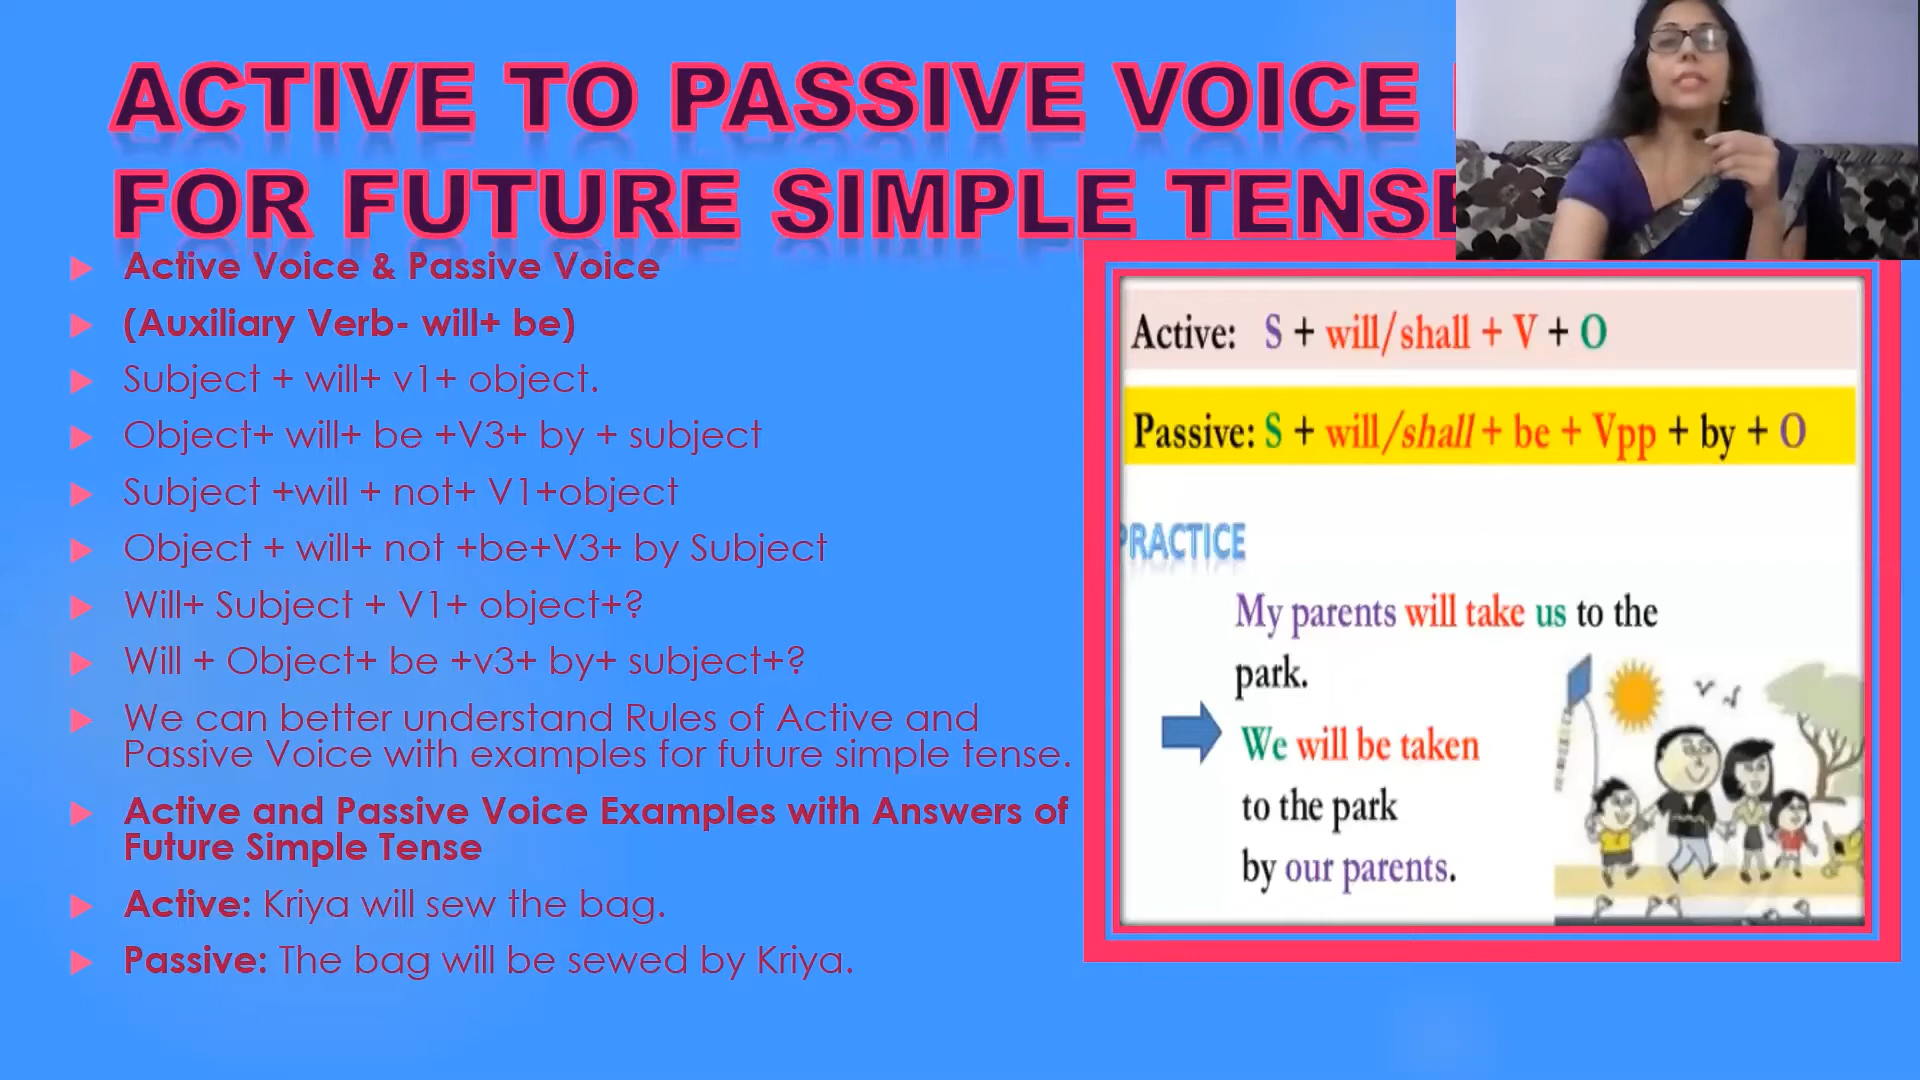 ACTIVE TO PASSIVE VOICE
FOR FUTURE SIMPLE TENSE
Active Voice & Passive Voice
(Auxiliary Verb- will+ be)
Subject + will+ v1+ object.
Object+ will+ be +V3+ by + subject
Subject +will + not+ V1+object
Object + will+ not +be+V3+ by Subject
Will+ Subject + V1+ object+?
Will + Object+ be +v3+ by+ subject+?
We can better understand Rules of Active and
Passive Voice with examples for future simple tense.
Active and Passive Voice Examples with Answers of
Future Simple Tense
Active: Kriya will sew the bag.
Passive: The bag will be sewed by Kriya.
Active: S + will/shall + V + O
Passive: S + will/shall + be + Vpp + by + O
PRACTICE
My parents will take us to the
park.
We will be taken
to the park
by our parents.